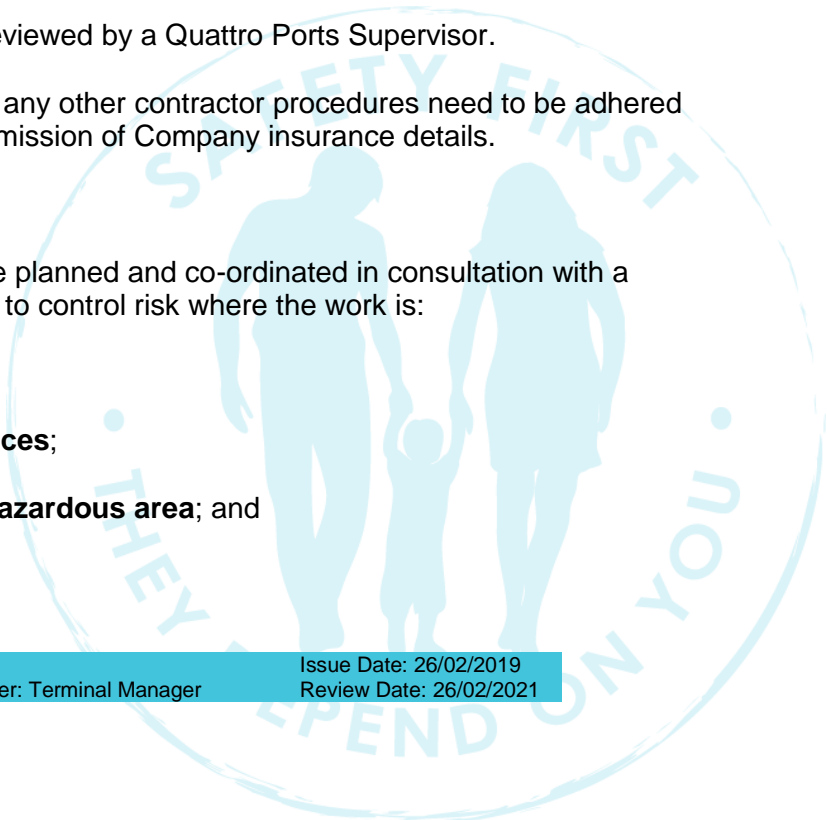 eviewed by a Quattro Ports Supervisor.
any other contractor procedures need to be adhered
mission of Company insurance details.
SAFETY FIRST
e planned and co-ordinated in consultation with a
to control risk where the work is:
ces;
azardous area; and
THEY DEPEND ON YOU
Issue Date: 26/02/2019
er: Terminal Manager Review Date: 26/02/2021